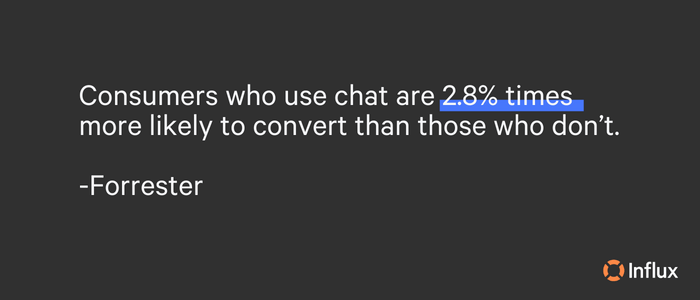 Consumers who use chat are 2.8% times
more likely to convert than those who don’t.
-Forrester
Influx